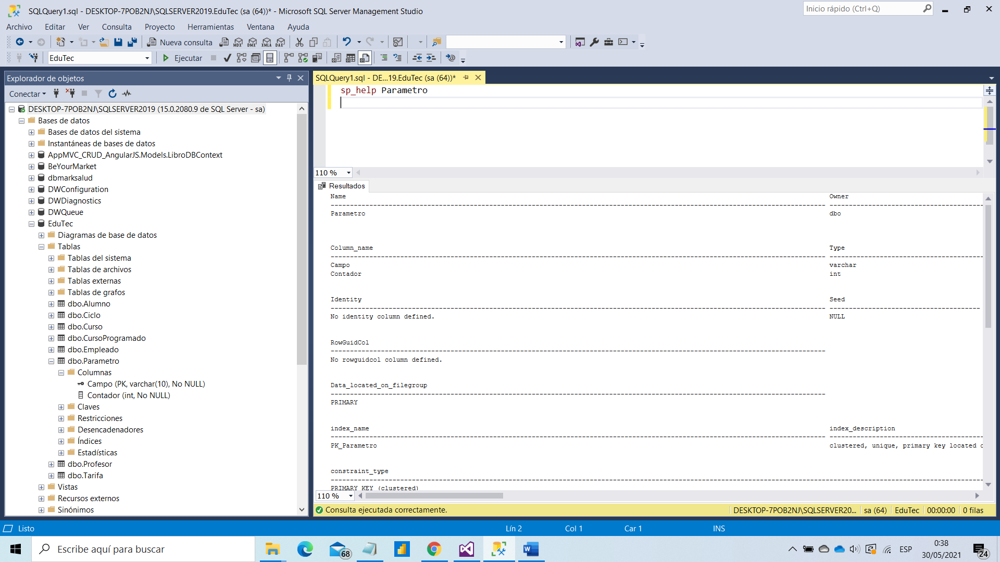 SQLQuery1.sql - DESKTOP-7POB2NJ\SQLSERVER2019.EduTec (sa (64))* - Microsoft SQL Server Management Studio
Inicio rápido (Ctrl+Q)
Archivo Editar Ver Consulta Proyecto Herramientas Ventana Ayuda
Nueva consulta MDX DMX XMLA DAX
EduTec Ejecutar
Explorador de objetos
Conectar
DESKTOP-7POB2NJ\SQLSERVER2019 (15.0.2080.9 de SQL Server - sa)
Bases de datos
Bases de datos del sistema
Instantáneas de bases de datos
AppMVC_CRUD_AngularJS.Models.LibroDBContext
BeYourMarket
dbmarksalud
DWConfiguration
DWDiagnostics
DWQueue
EduTec
Diagramas de base de datos
Tablas
Tablas del sistema
Tablas de archivos
Tablas externas
Tablas de grafos
dbo.Alumno
dbo.Ciclo
dbo.Curso
dbo.CursoProgramado
dbo.Empleado
dbo.Parametro
Columnas
Campo (PK, varchar(10), No NULL)
Contador (int, No NULL)
Claves
Restricciones
Desencadenadores
Índices
Estadísticas
dbo.Profesor
dbo.Tarifa
Vistas
Recursos externos
Sinónimos
SQLQuery1.sql - DE...19.EduTec (sa (64))*
sp_help Parametro
110 %
Resultados
Name Owner
Parametro dbo
Column_name Type
Campo varchar
Contador int
Identity Seed
No identity column defined. NULL
RowGuidCol
No rowguidcol column defined.
Data_located_on_filegroup
PRIMARY
index_name index_description
PK_Parametro clustered, unique, primary key located
constraint_type
PRIMARY KEY (clustered)
110 %
Consulta ejecutada correctamente. DESKTOP-7POB2NJ\SQLSERVER20... sa (64) EduTec 00:00:00 0 filas
Listo Lín 2 Col 1 Car 1 INS
Escribe aquí para buscar 68 ESP 0:38
30/05/2021 24